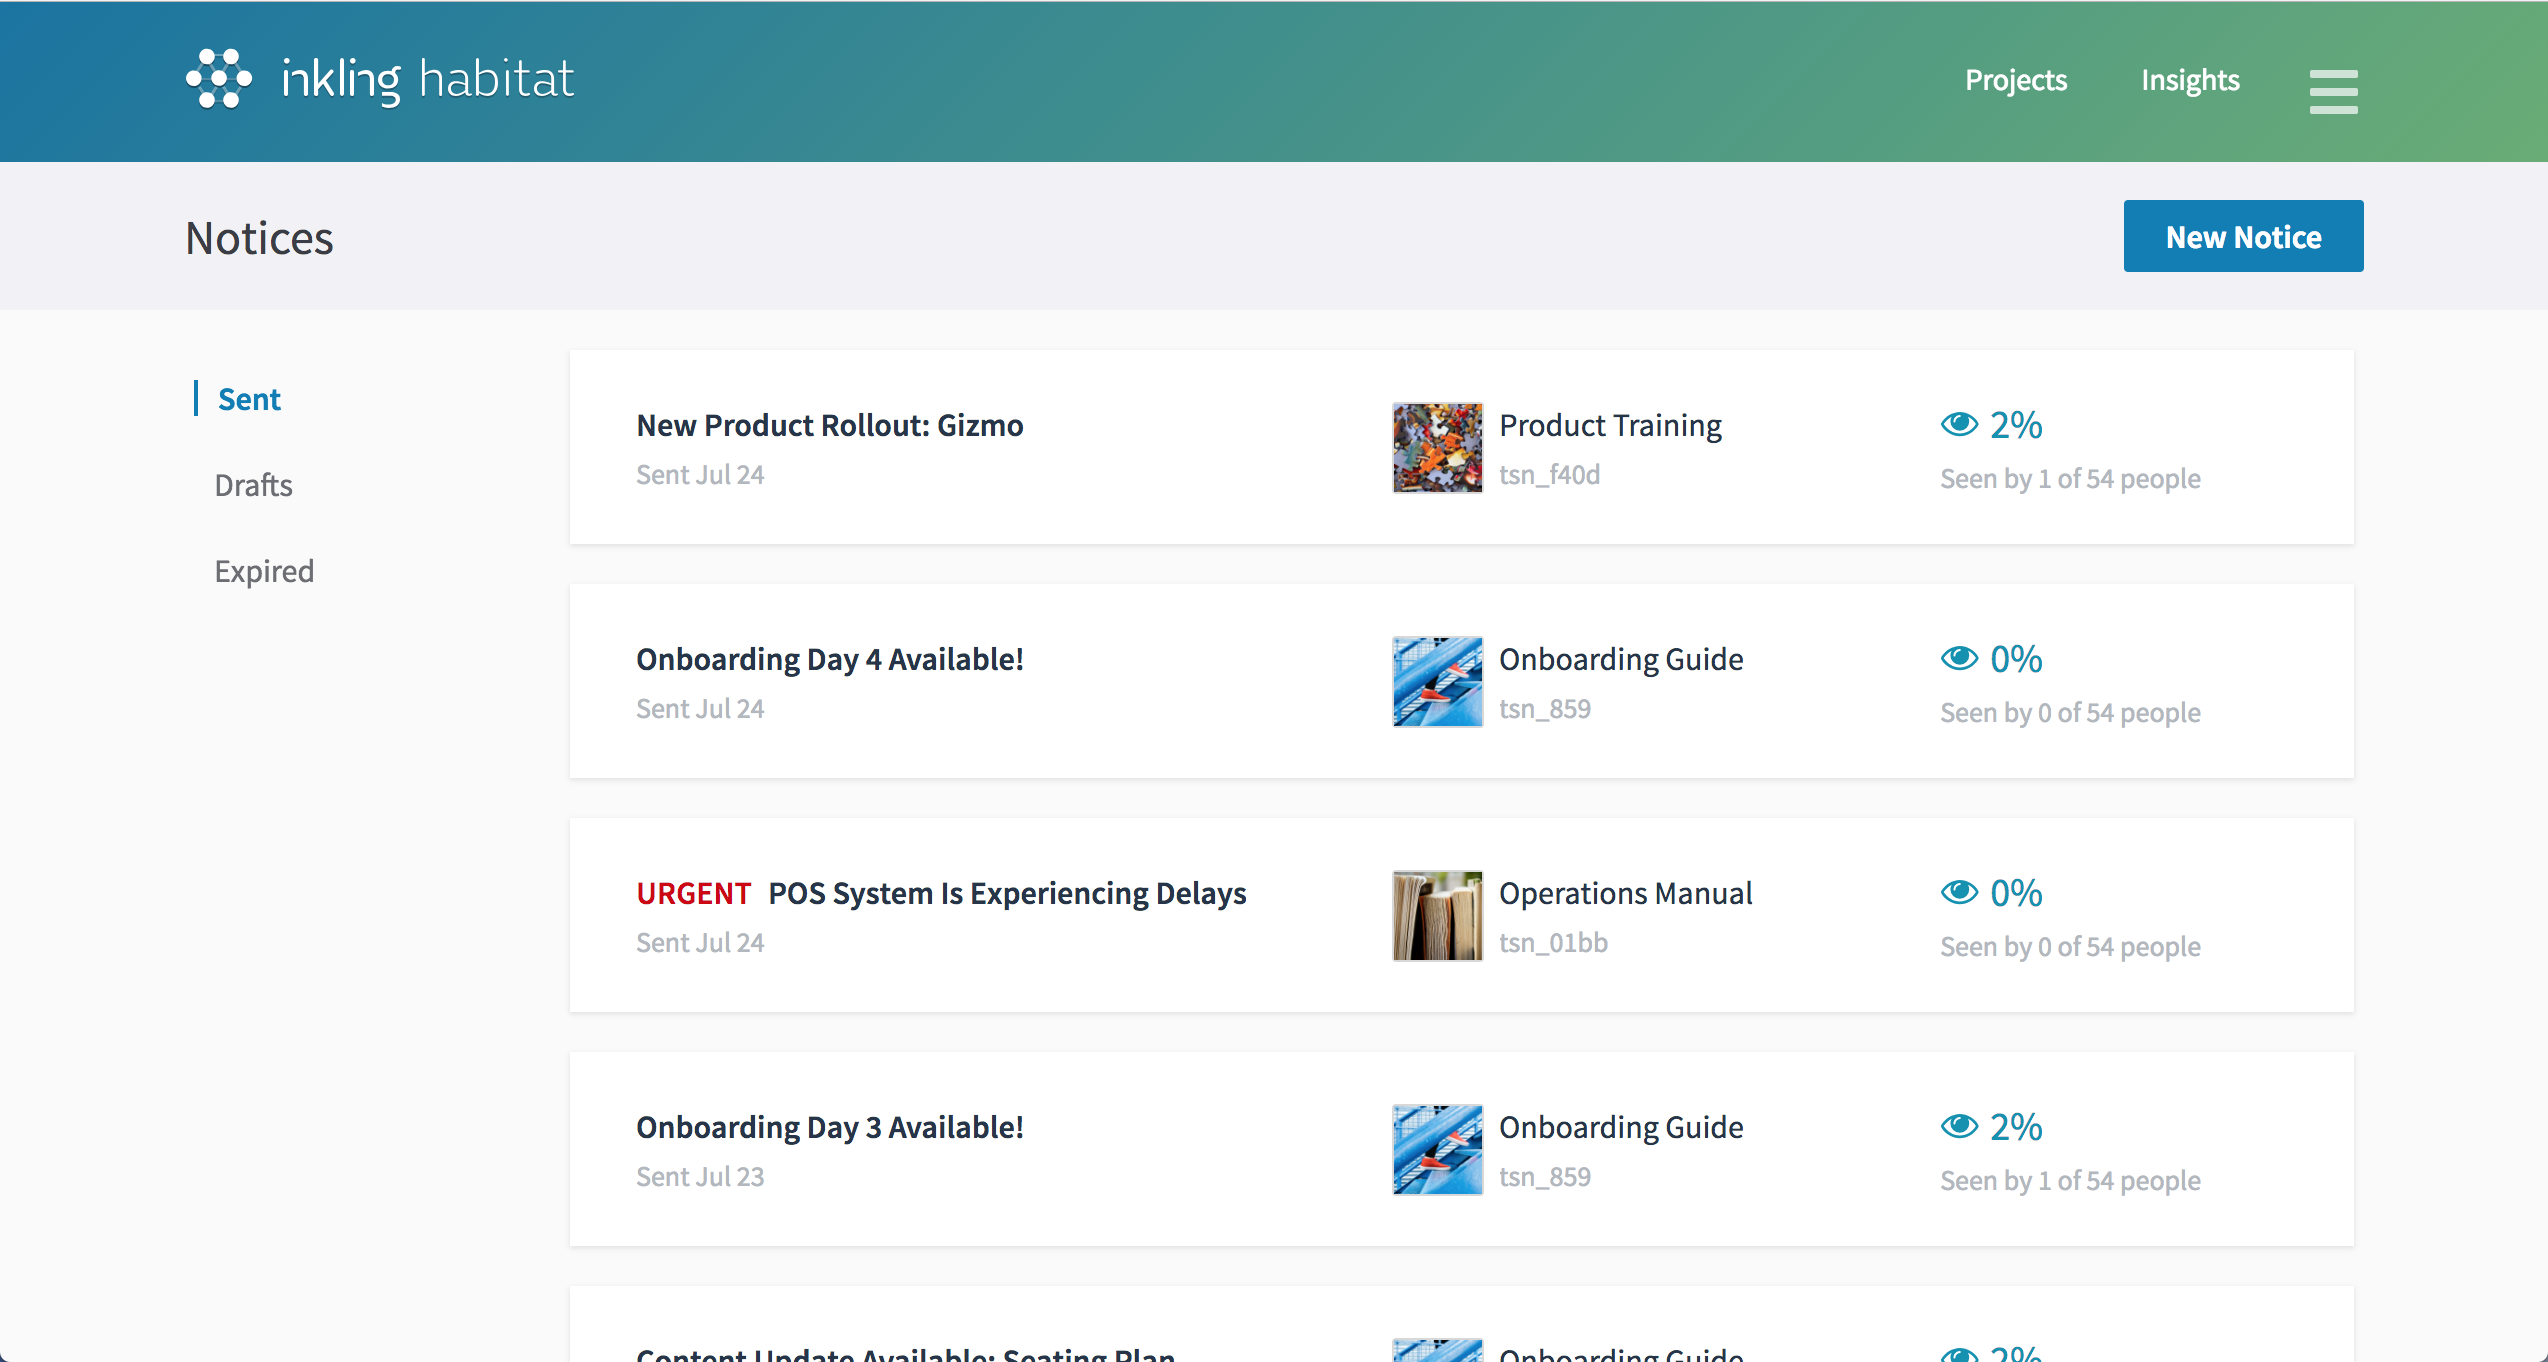 inkling habitat
Projects
Insights
Notices
New Notice
Sent
Drafts
Expired
New Product Rollout: Gizmo
Sent Jul 24
Product Training
tsn_f40d
2%
Seen by 1 of 54 people
Onboarding Day 4 Available!
Sent Jul 24
Onboarding Guide
tsn_859
0%
Seen by 0 of 54 people
URGENT POS System Is Experiencing Delays
Sent Jul 24
Operations Manual
tsn_01bb
0%
Seen by 0 of 54 people
Onboarding Day 3 Available!
Sent Jul 23
Onboarding Guide
tsn_859
2%
Seen by 1 of 54 people
Content Update Available: Seating Plan
Onboarding Guide
2%